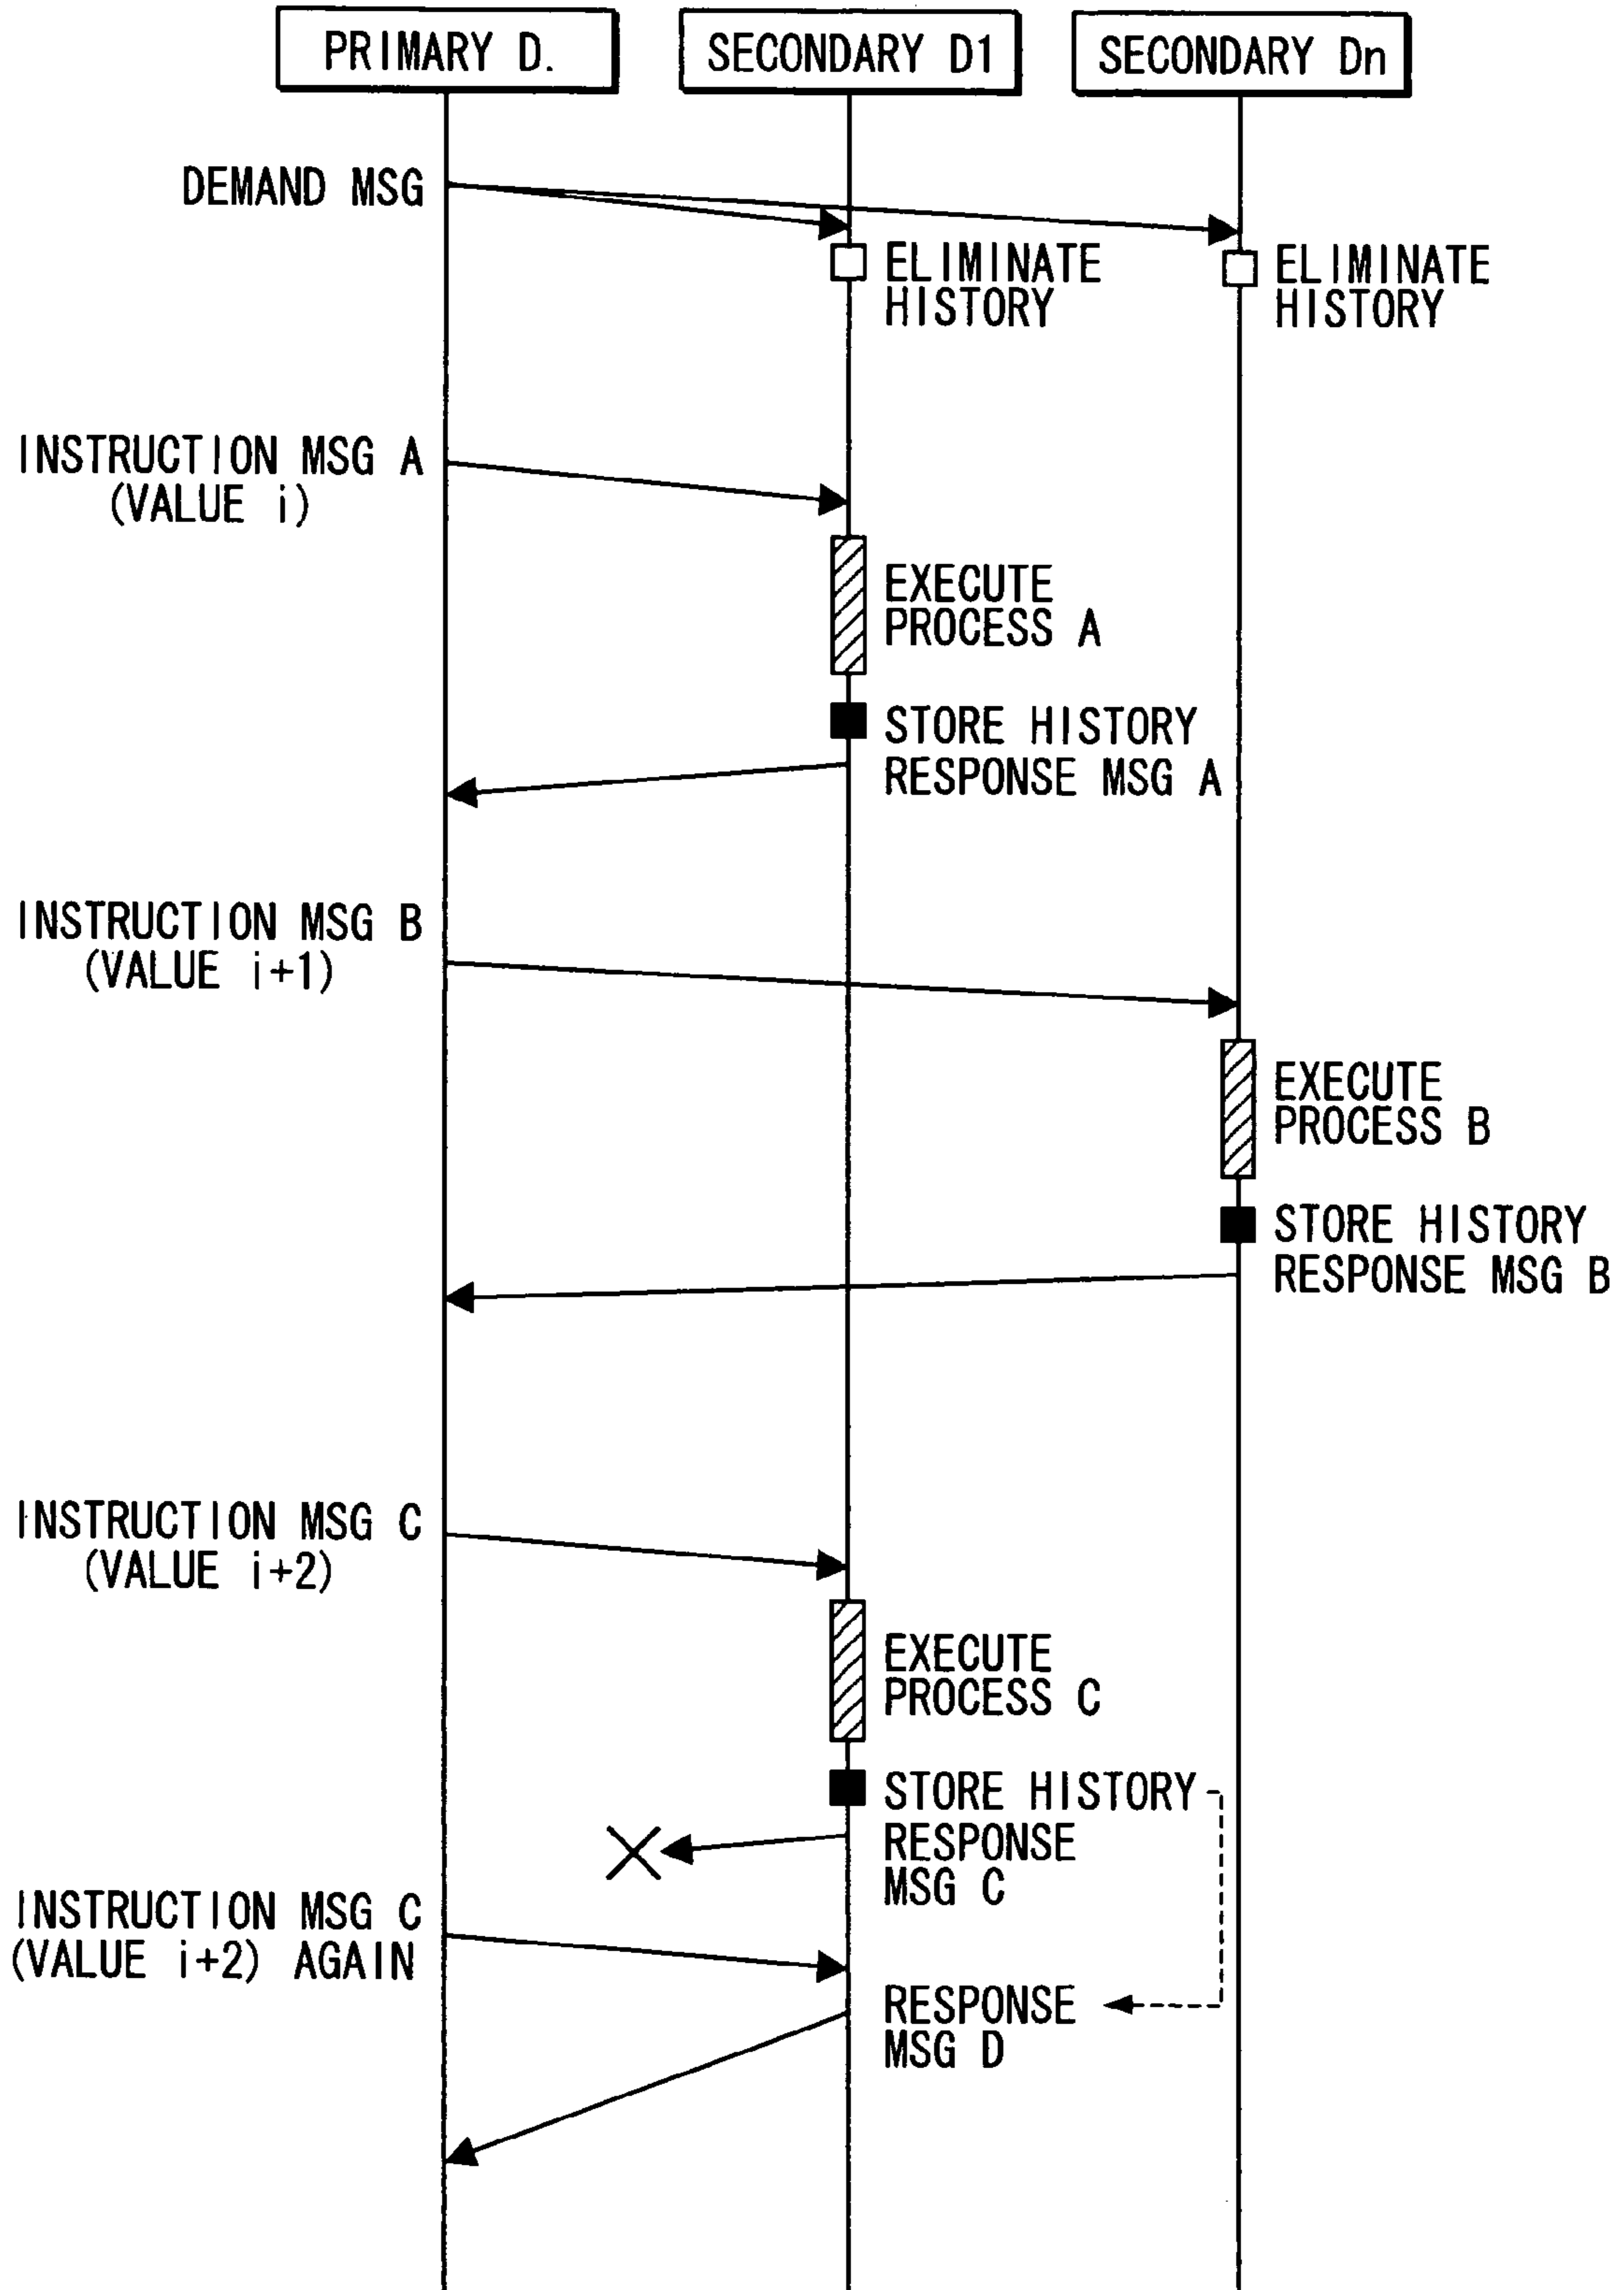 PRIMARY D.
SECONDARY D1
SECONDARY Dn
DEMAND MSG
ELIMINATE
HISTORY
ELIMINATE
HISTORY
INSTRUCTION MSG A
(VALUE i)
EXECUTE
PROCESS A
STORE HISTORY
RESPONSE MSG A
INSTRUCTION MSG B
(VALUE i+1)
EXECUTE
PROCESS B
STORE HISTORY
RESPONSE MSG B
INSTRUCTION MSG C
(VALUE i+2)
EXECUTE
PROCESS C
STORE HISTORY
RESPONSE
MSG C
INSTRUCTION MSG C
(VALUE i+2) AGAIN
RESPONSE
MSG D